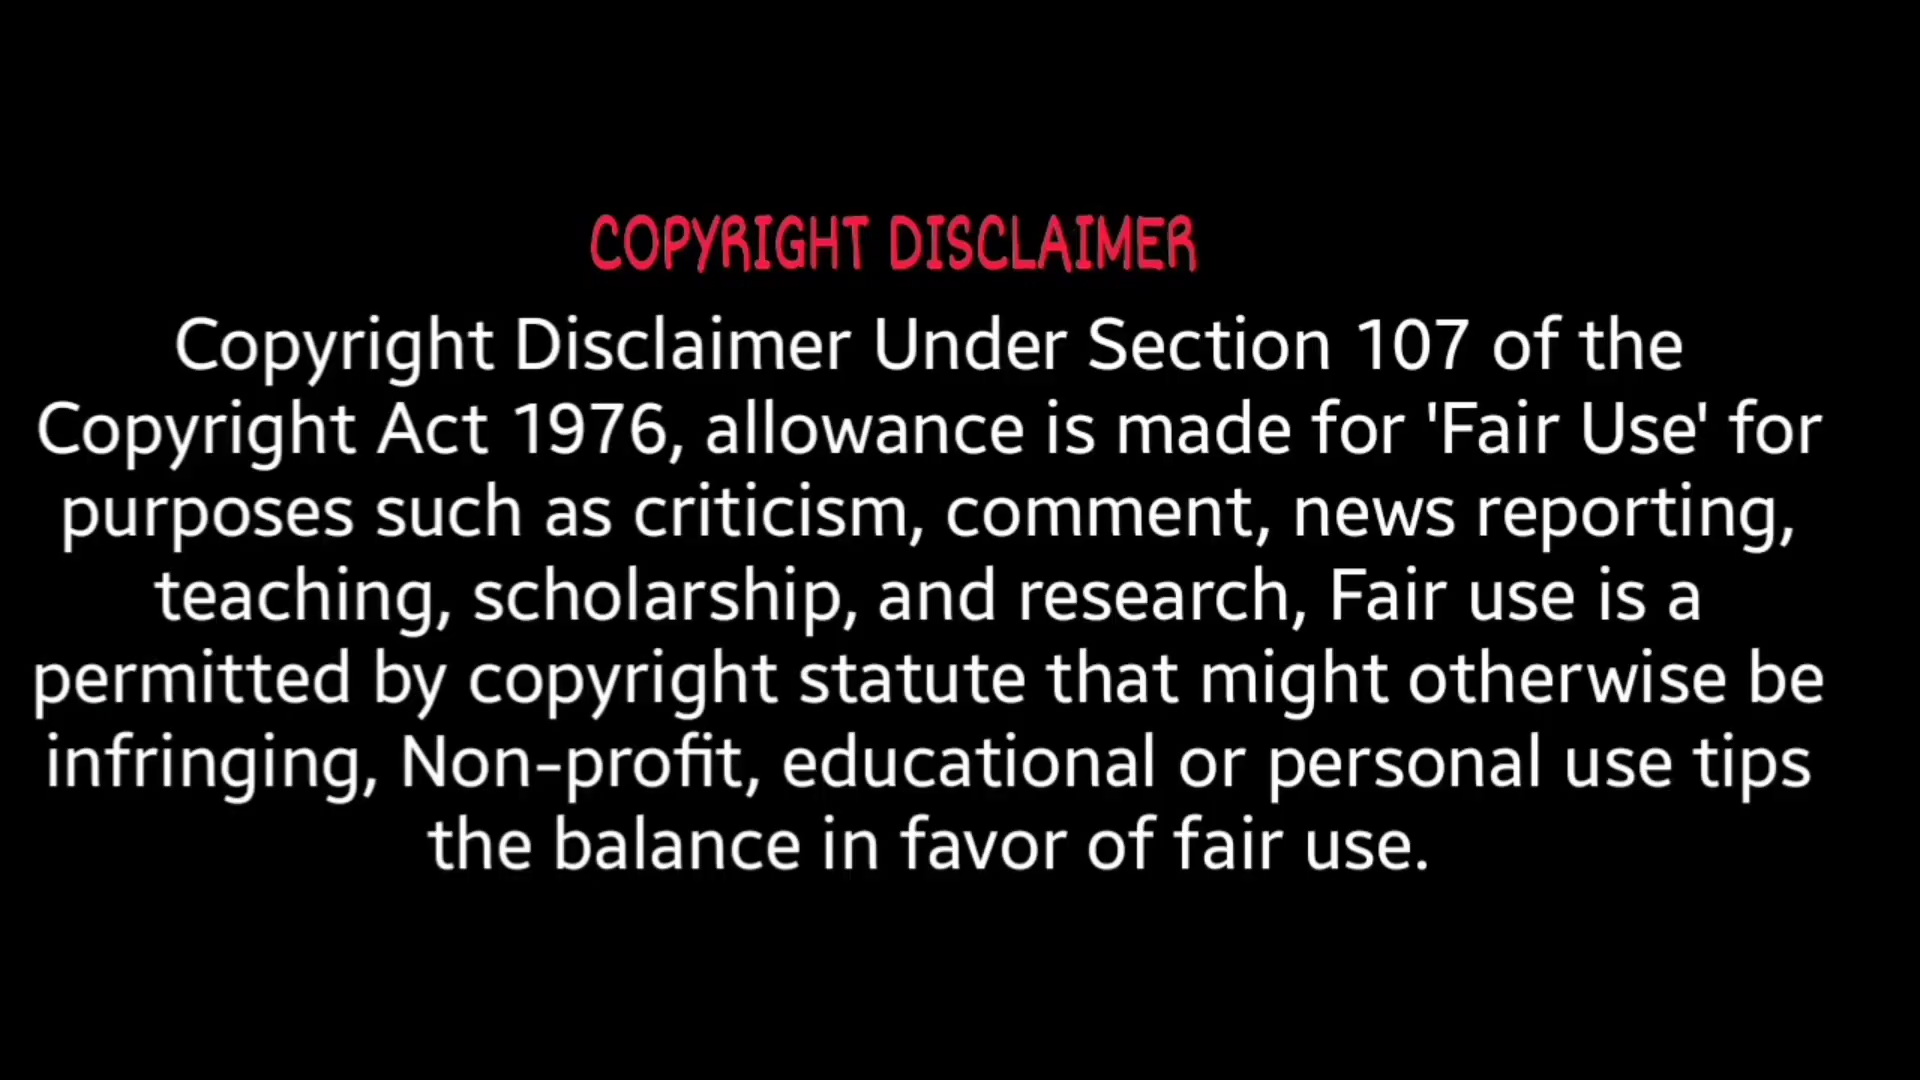 COPYRIGHT DISCLAIMER
Copyright Disclaimer Under Section 107 of the
Copyright Act 1976, allowance is made for 'Fair Use' for
purposes such as criticism, comment, news reporting,
teaching, scholarship, and research, Fair use is a
permitted by copyright statute that might otherwise be
infringing, Non-profit, educational or personal use tips
the balance in favor of fair use.